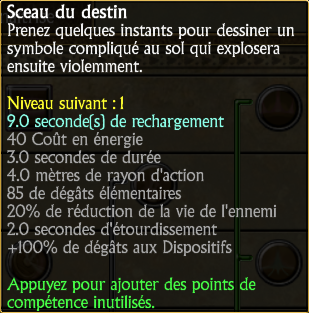 Sceau du destin
Prenez quelques instants pour dessiner un
symbole compliqué au sol qui explosera
ensuite violemment.
Niveau suivant : 1
9.0 seconde(s) de rechargement
40 Coût en énergie
3.0 secondes de durée
4.0 mètres de rayon d'action
85 de dégâts élémentaires
20% de réduction de la vie de l'ennemi
2.0 secondes d'étourdissement
+100% de dégâts aux Dispositifs
Appuyez pour ajouter des points de
compétence inutilisés.